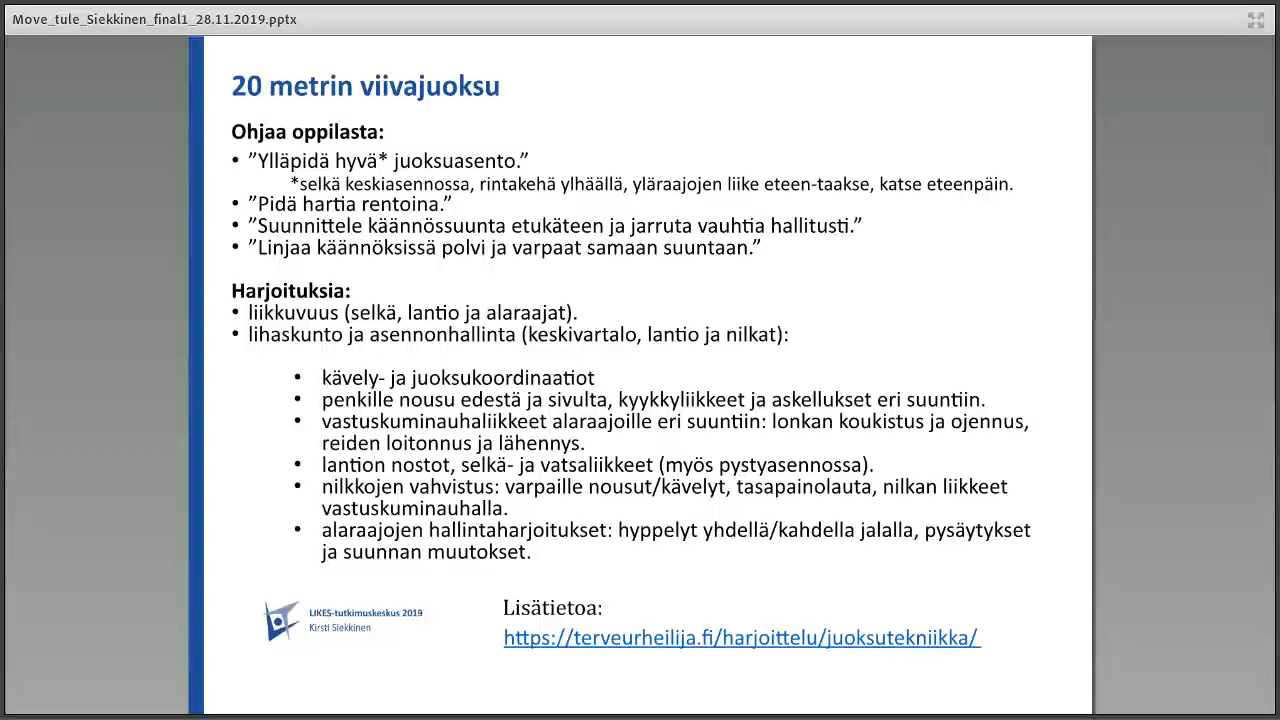 Move_tule_Siekkinen_final1_28.11.2019.pptx
20 metrin viivajuoksu
Ohjaa oppilasta:
• ”Ylläpidä hyvä* juoksuasento.”
*selkä keskiasennossa, rintakehä ylhäällä, yläraajojen liike eteen-taakse, katse eteenpäin.
• ”Pidä hartia rentoina.”
• ”Suunnittele käännössuunta etukäteen ja jarruta vauhtia hallitusti.”
• ”Linjaa käännöksissä polvi ja varpaat samaan suuntaan.”
Harjoituksia:
• liikkuvuus (selkä, lantio ja alaraajat).
• lihaskunto ja asennonhallinta (keskivartalo, lantio ja nilkat):
• kävely- ja juoksukoordinaatiot
• penkille nousu edestä ja sivulta, kyykkyliikkeet ja askellukset eri suuntiin.
• vastuskuminauhaliikkeet alaraajoille eri suuntiin: lonkan koukistus ja ojennus,
reiden loitonnus ja lähennys.
• lantion nostot, selkä- ja vatsaliikkeet (myös pystyasennossa).
• nilkkojen vahvistus: varpaille nousut/kävelyt, tasapainolauta, nilkan liikkeet
vastuskuminauhalla.
• alaraajojen hallintaharjoitukset: hyppelyt yhdellä/kahdella jalalla, pysäytykset
ja suunnan muutokset.
LIKES-tutkimuskeskus 2019
Kirsti Siekkinen
Lisätietoa:
https://terveurheilija.fi/harjoittelu/juoksutekniikka/